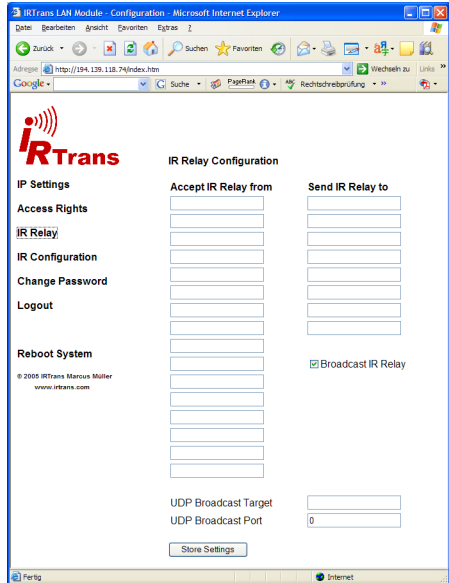 IRTrans LAN Module - Configuration - Microsoft Internet Explorer
Datei Bearbeiten Ansicht Favoriten Extras ?
Zurück Suchen Favoriten
Adresse http://194.139.118.74/index.htm Wechseln zu Links »
Google Suche PageRank ABC Rechtschreibprüfung »
IRTrans
IR Relay Configuration
IP Settings
Accept IR Relay from Send IR Relay to
Access Rights
IR Relay
IR Configuration
Change Password
Logout
Reboot System
Broadcast IR Relay
© 2005 IRTrans Marcus Müller
www.irtrans.com
UDP Broadcast Target
UDP Broadcast Port 0
Store Settings
Fertig Internet